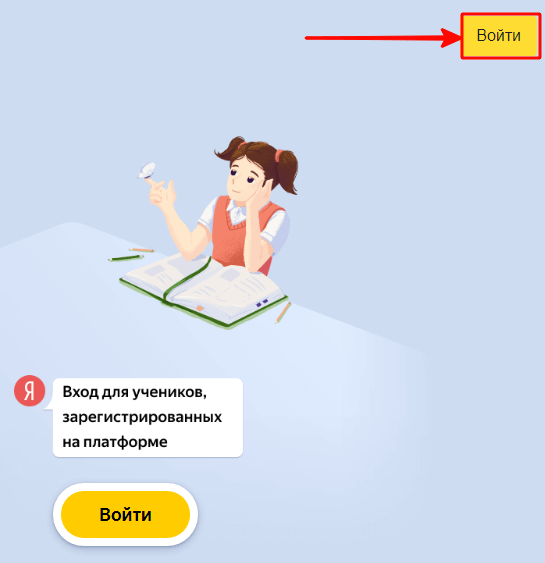 Войти
Я
Вход для учеников,
зарегистрированных
на платформе
Войти